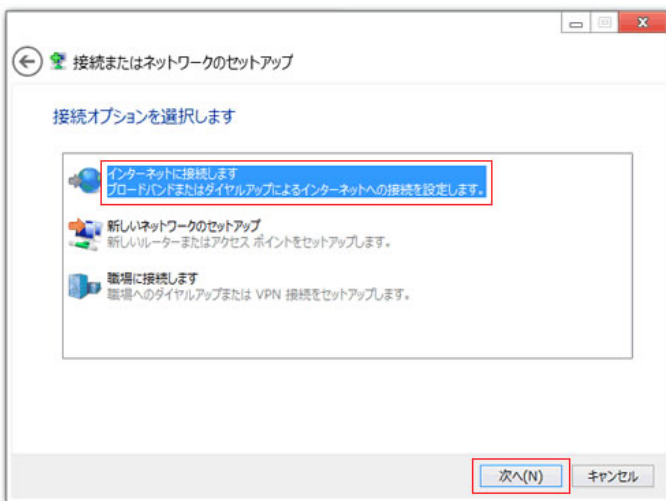 接続またはネットワークのセットアップ
接続オプションを選択します
インターネットに接続します
ブロードバンドまたはダイヤルアップによるインターネットへの接続を設定します。
新しいネットワークのセットアップ
新しいルーターまたはアクセス ポイントをセットアップします。
職場に接続します
職場へのダイヤルアップまたは VPN 接続をセットアップします。
次へ(N)
キャンセル